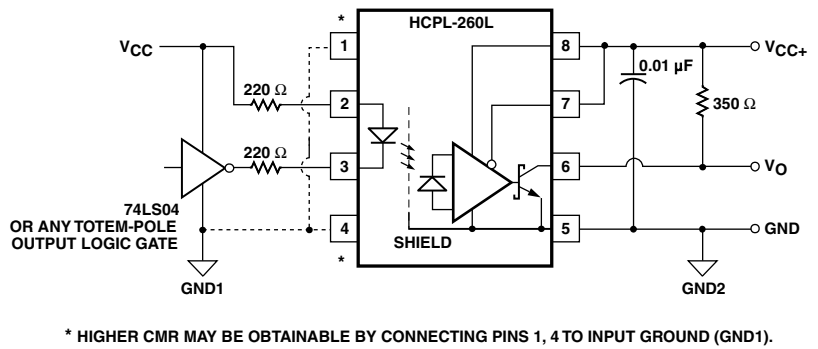 HCPL-260L
*
1
8
VCC
VCC+
220 Ω
0.01 µF
2
7
350 Ω
220 Ω
3
6
VO
74LS04
OR ANY TOTEM-POLE
OUTPUT LOGIC GATE
4
5
GND
SHIELD
*
GND1
GND2
* HIGHER CMR MAY BE OBTAINABLE BY CONNECTING PINS 1, 4 TO INPUT GROUND (GND1).